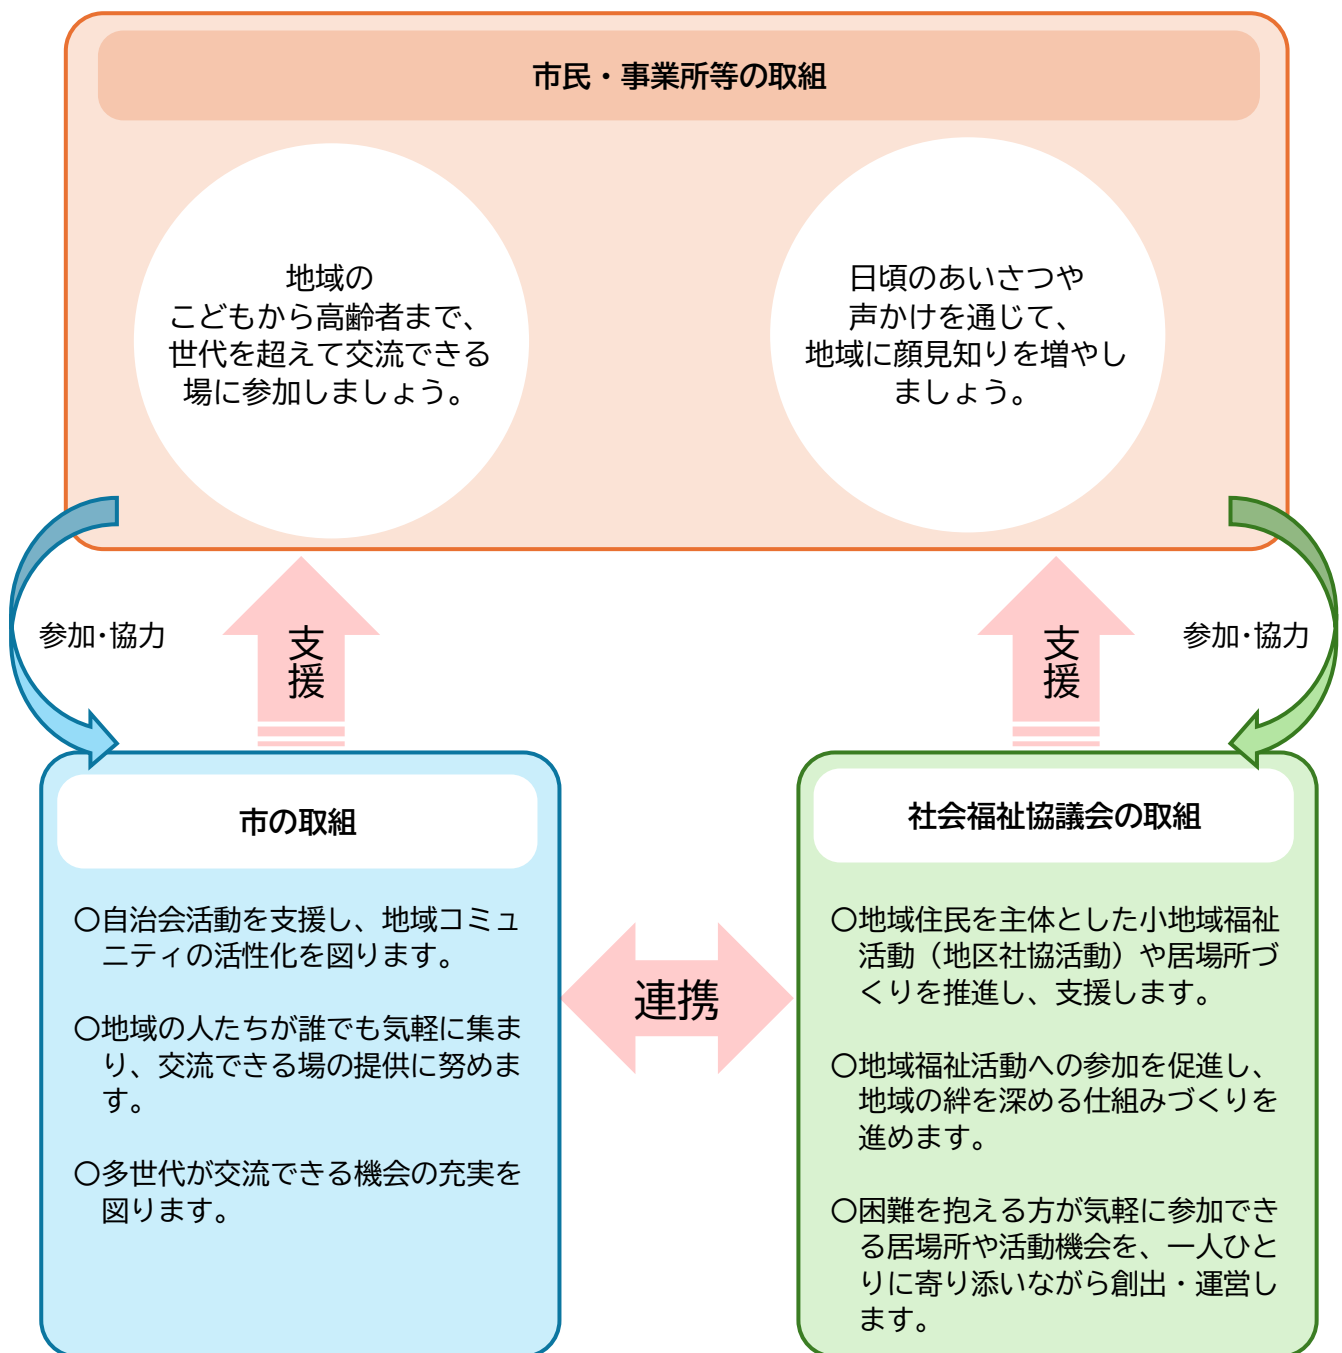 市民・事業所等の取組
地域の
こどもから高齢者まで、
世代を超えて交流できる
場に参加しましょう。
日頃のあいさつや
声かけを通じて、
地域に顔見知りを増やし
ましょう。
参加・協力
支援
支援
参加・協力
市の取組
〇自治会活動を支援し、地域コミュ
ニティの活性化を図ります。
〇地域の人たちが誰でも気軽に集ま
り、交流できる場の提供に努めま
す。
〇多世代が交流できる機会の充実を
図ります。
連携
社会福祉協議会の取組
〇地域住民を主体とした小地域福祉
活動（地区社協活動）や居場所づ
くりを推進し、支援します。
〇地域福祉活動への参加を促進し、
地域の絆を深める仕組みづくりを
進めます。
〇困難を抱える方が気軽に参加でき
る居場所や活動機会を、一人ひと
りに寄り添いながら創出・運営し
ます。